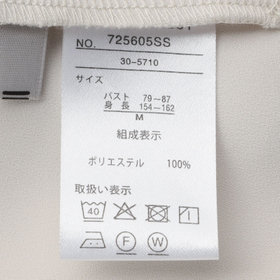 NO. 725605SS
30-5710
サイズ
バスト 79~87
身長 154~162
M
組成表示
ポリエステル 100%
取扱い表示
40
F W